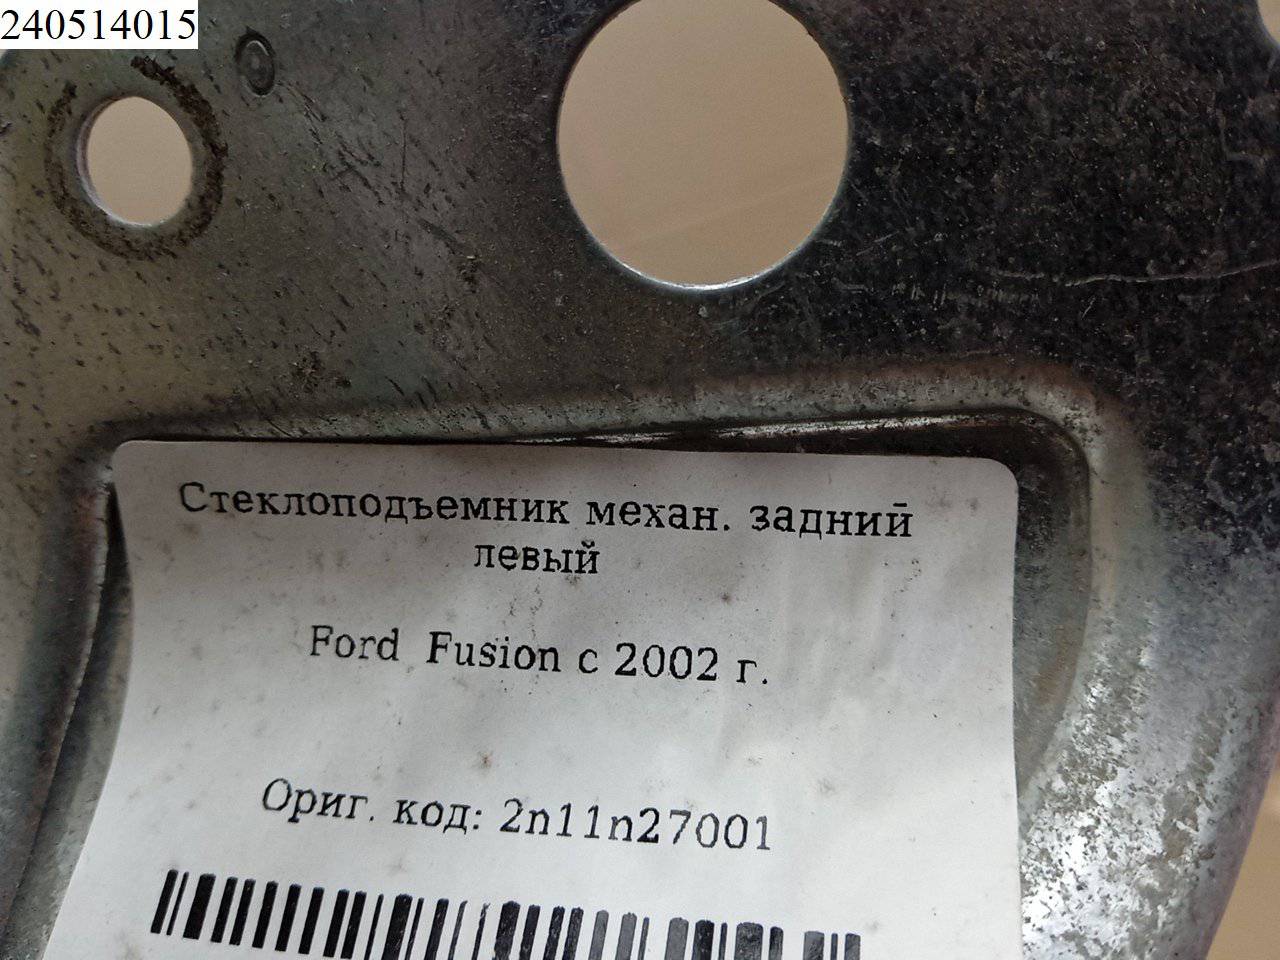 240514015
Стеклоподъемник механ. задний
левый
Ford Fusion с 2002 г.
Ориг. код: 2n11n27001